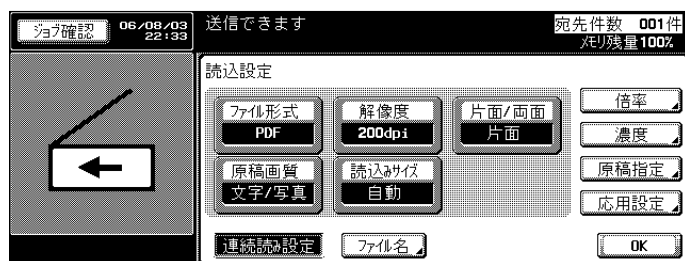 ジョブ確認
06/08/03
22:33
送信できます
宛先件数 001件
メモリ残量100%
読込設定
ファイル形式
PDF
解像度
200dpi
片面/両面
片面
倍率
濃度
原稿画質
文字/写真
読込みサイズ
自動
原稿指定
応用設定
連続読み設定
ファイル名
OK